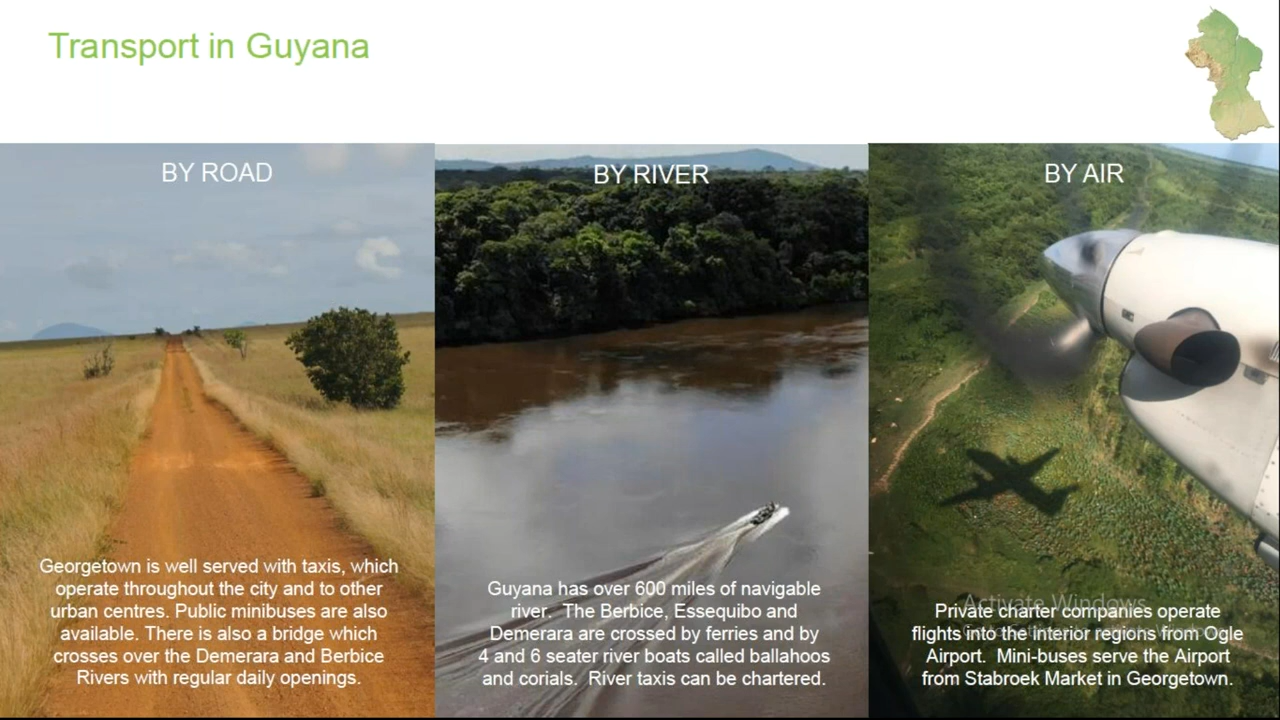 Transport in Guyana
BY ROAD
Georgetown is well served with taxis, which
operate throughout the city and to other
urban centres. Public minibuses are also
available. There is also a bridge which
crosses over the Demerara and Berbice
Rivers with regular daily openings.
BY RIVER
Guyana has over 600 miles of navigable
river. The Berbice, Essequibo and
Demerara are crossed by ferries and by
4 and 6 seater river boats called ballahoos
and corials. River taxis can be chartered.
BY AIR
Activate Windows
Private charter companies operate
flights into the interior regions from Ogle
Airport. Mini-buses serve the Airport
from Stabroek Market in Georgetown.